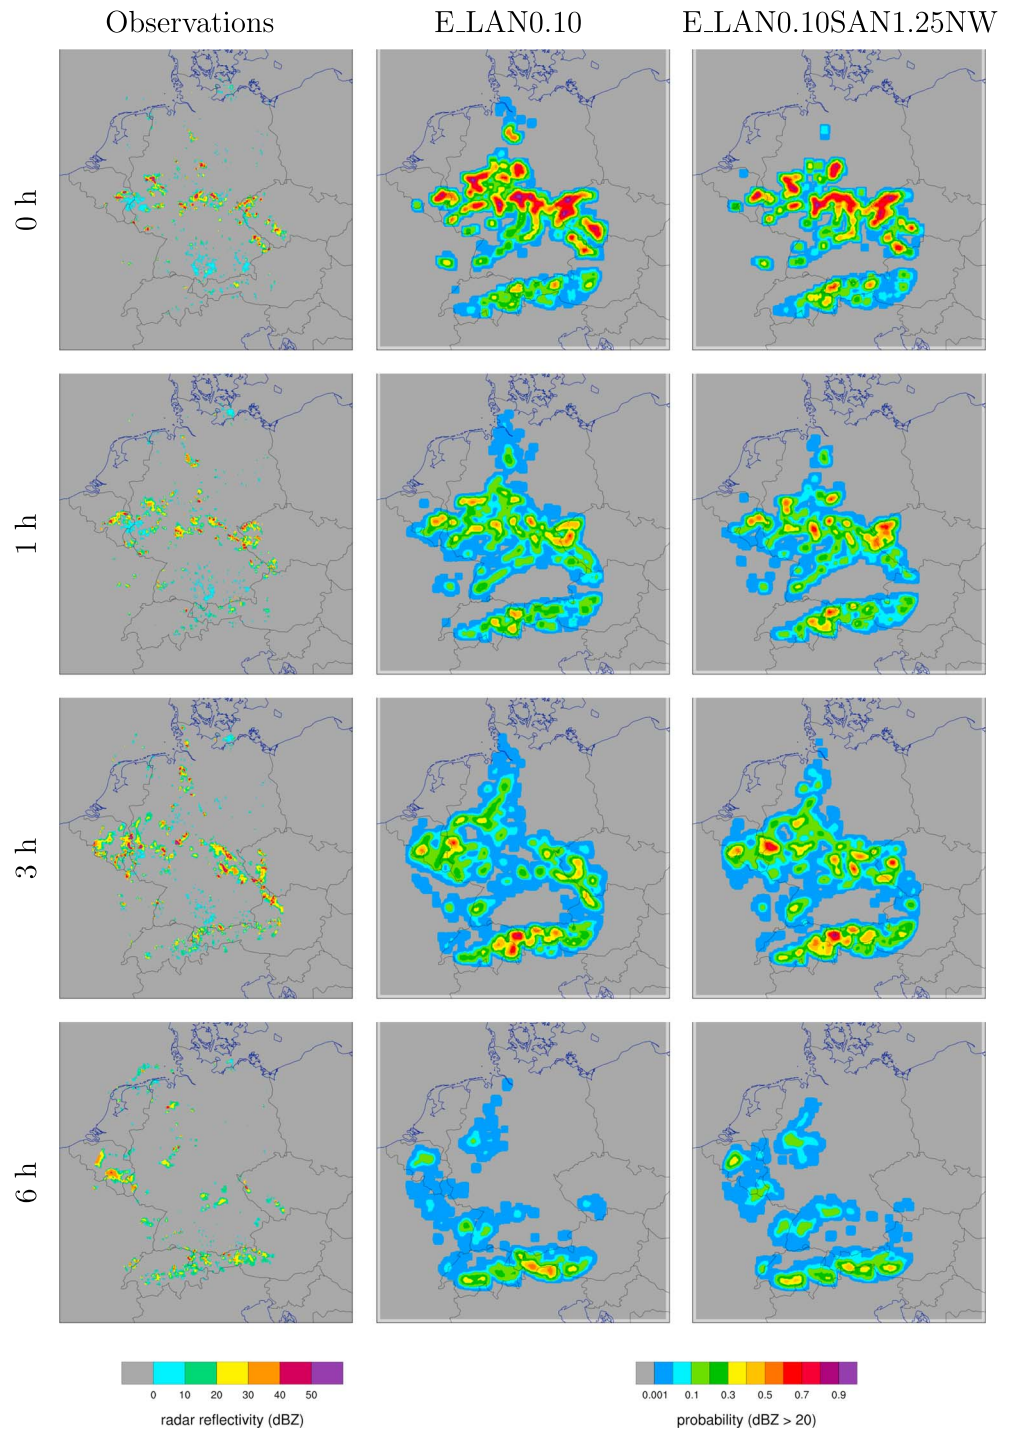 Observations E_LAN0.10 E_LAN0.10SAN1.25NW
0 h
1 h
3 h
6 h
0 10 20 30 40 50
radar reflectivity (dBZ)
0.001 0.1 0.3 0.5 0.7 0.9
probability (dBZ > 20)